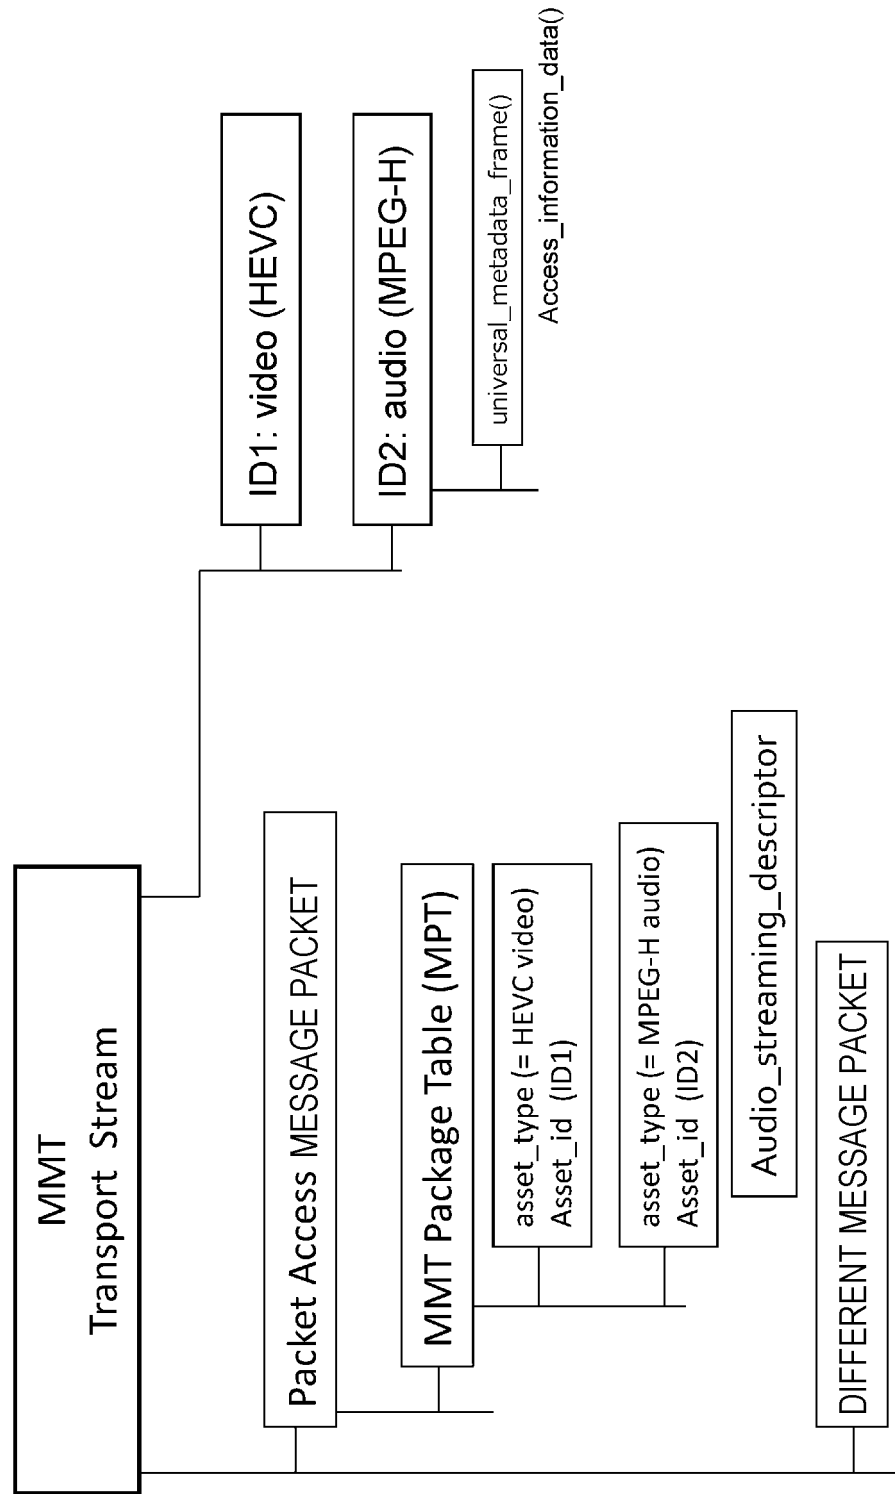 MMT
Transport Stream
Packet Access MESSAGE PACKET
MMT Package Table (MPT)
asset_type (= HEVC video)
Asset_id (ID1)
asset_type (= MPEG-H audio)
Asset_id (ID2)
Audio_streaming_descriptor
DIFFERENT MESSAGE PACKET
ID1: video (HEVC)
ID2: audio (MPEG-H)
universal_metadata_frame()
Access_information_data()